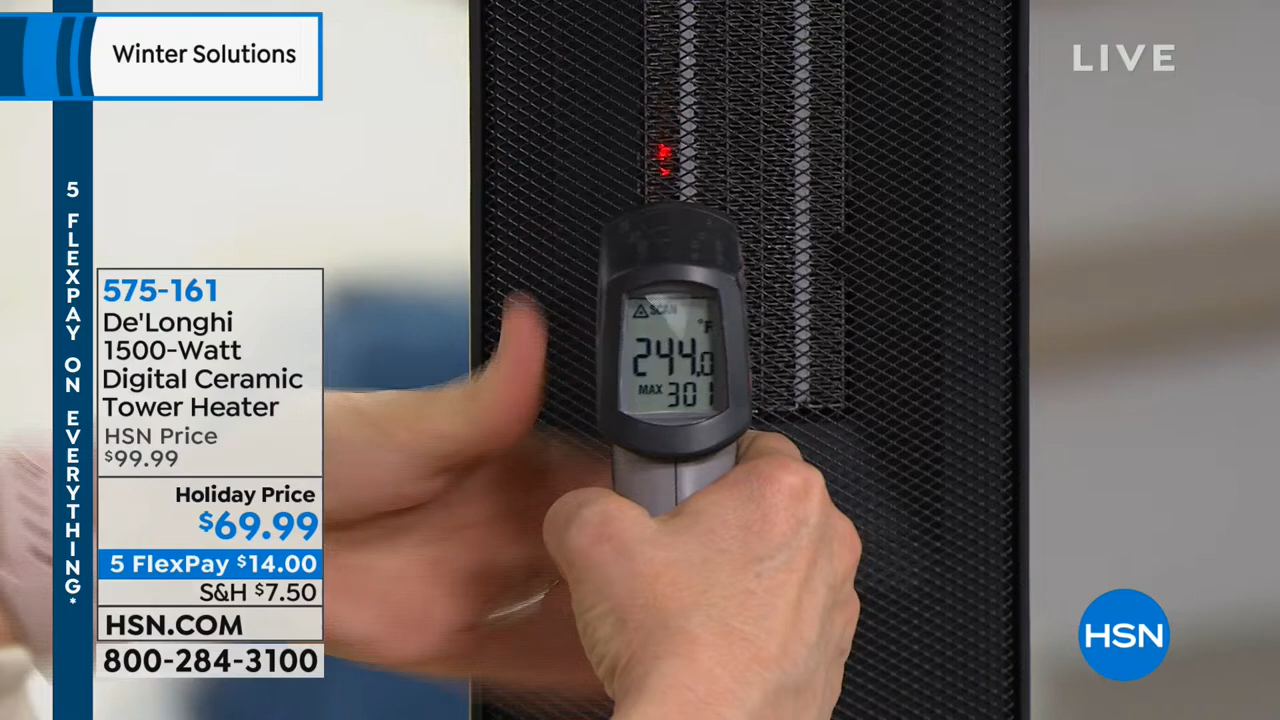 Winter Solutions
LIVE
5 FLEXPAY ON EVERYTHING*
575-161
De'Longhi
1500-Watt
Digital Ceramic
Tower Heater
HSN Price
$99.99
Holiday Price
$69.99
5 FlexPay $14.00
S&H $7.50
HSN.COM
800-284-3100
SCAN
°F
244.0
MAX 301
HSN